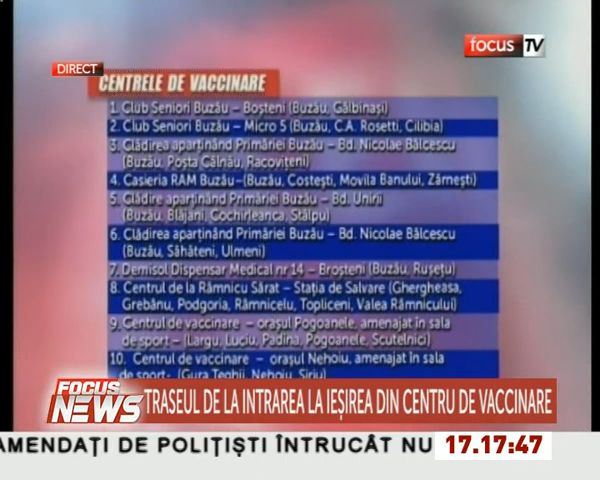 focus TV
DIRECT
CENTRELE DE VACCINARE
1. Club Seniori Buzău – Boșteni (Buzău, Gălbinași)
2. Club Seniori Buzău – Micro 5 (Buzău, C.A. Rosetti, Cilibia)
3. Clădirea aparținând Primăriei Buzău – Bd. Nicolae Bălcescu
(Buzău, Poșta Câlnău, Racovițeni)
4. Casieria RAM Buzău–(Buzău, Costești, Movila Banului, Zărnești)
5. Clădire aparținând Primăriei Buzău – Bd. Unirii
(Buzău, Blăjani, Cochirleanca, Stâlpu)
6. Clădirea aparținând Primăriei Buzău – Bd. Nicolae Bălcescu
(Buzău, Săhăteni, Ulmeni)
7. Demisol Dispensar Medical nr 14 – Broșteni (Buzău, Rușețu)
8. Centrul de la Râmnicu Sărat – Stația de Salvare (Ghergheasa,
Grebănu, Podgoria, Râmnicelu, Topliceni, Valea Râmnicului)
9. Centrul de vaccinare – orașul Pogoanele, amenajat în sala
de sport – (Largu, Luciu, Padina, Pogoanele, Scutelnici)
10. Centrul de vaccinare – orașul Nehoiu, amenajat în sala
de sport- (Gura Teghii, Nehoiu, Siriu)
FOCUS NEWS
TRASEUL DE LA INTRAREA LA IEȘIREA DIN CENTRU DE VACCINARE
AMENDAȚI DE POLIȚIȘTI ÎNTRUCÂT NU
17.17:47